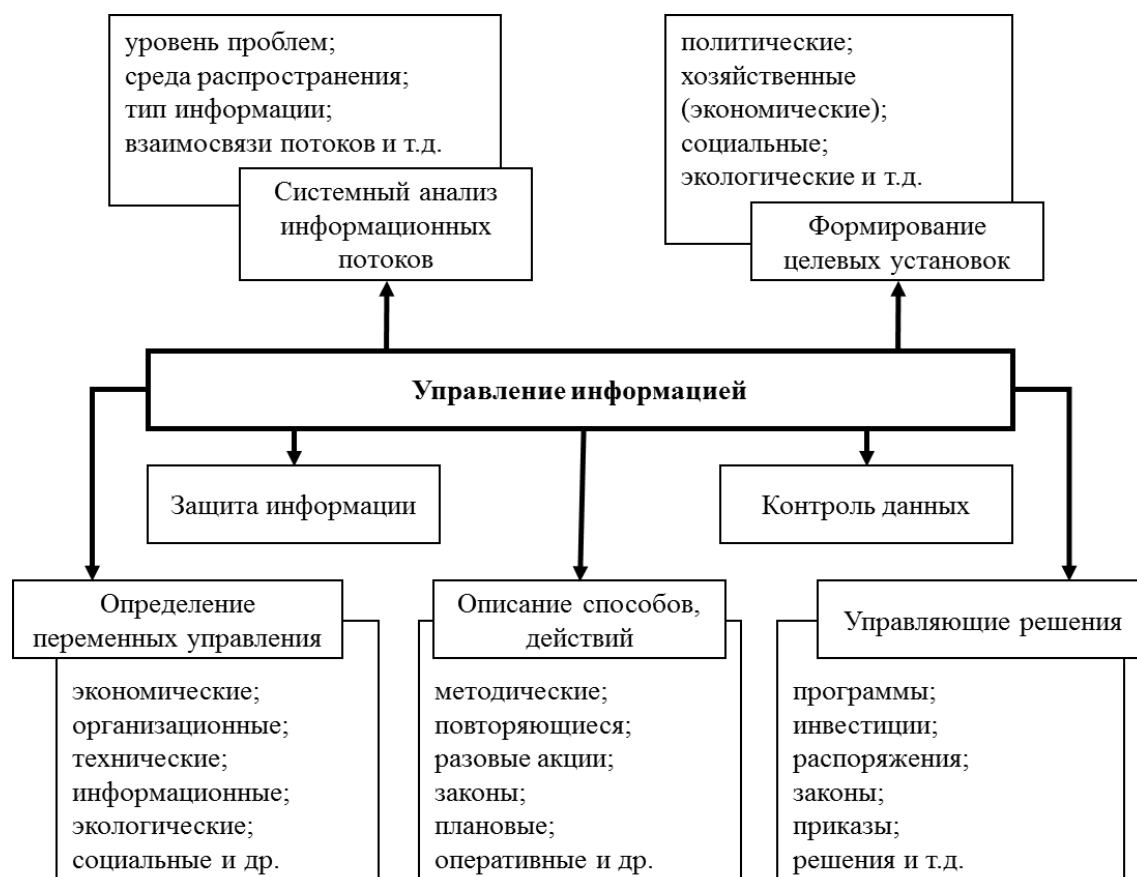 уровень проблем;
среда распространения;
тип информации;
взаимосвязи потоков и т.д.
Системный анализ
информационных
потоков
политические;
хозяйственные
(экономические);
социальные;
экологические и т.д.
Формирование
целевых установок
Управление информацией
Защита информации
Контроль данных
Определение
переменных управления
экономические;
организационные;
технические;
информационные;
экологические;
социальные и др.
Описание способов,
действий
методические;
повторяющиеся;
разовые акции;
законы;
плановые;
оперативные и др.
Управляющие решения
программы;
инвестиции;
распоряжения;
законы;
приказы;
решения и т.д.